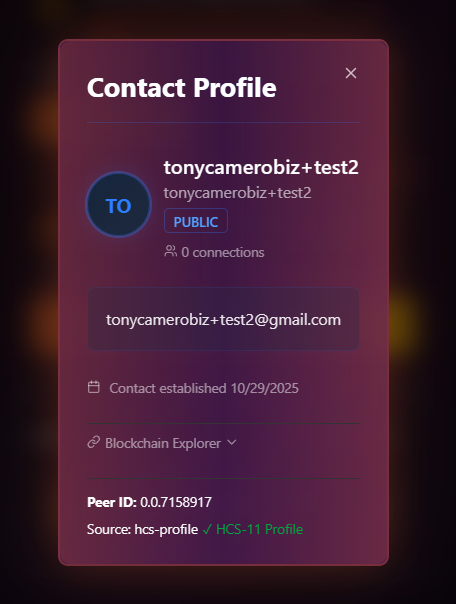 Contact Profile
TO
tonycamerobiz+test2
tonycamerobiz+test2
PUBLIC
0 connections
tonycamerobiz+test2@gmail.com
Contact established 10/29/2025
Blockchain Explorer
Peer ID: 0.0.7158917
Source: hcs-profile ✓ HCS-11 Profile